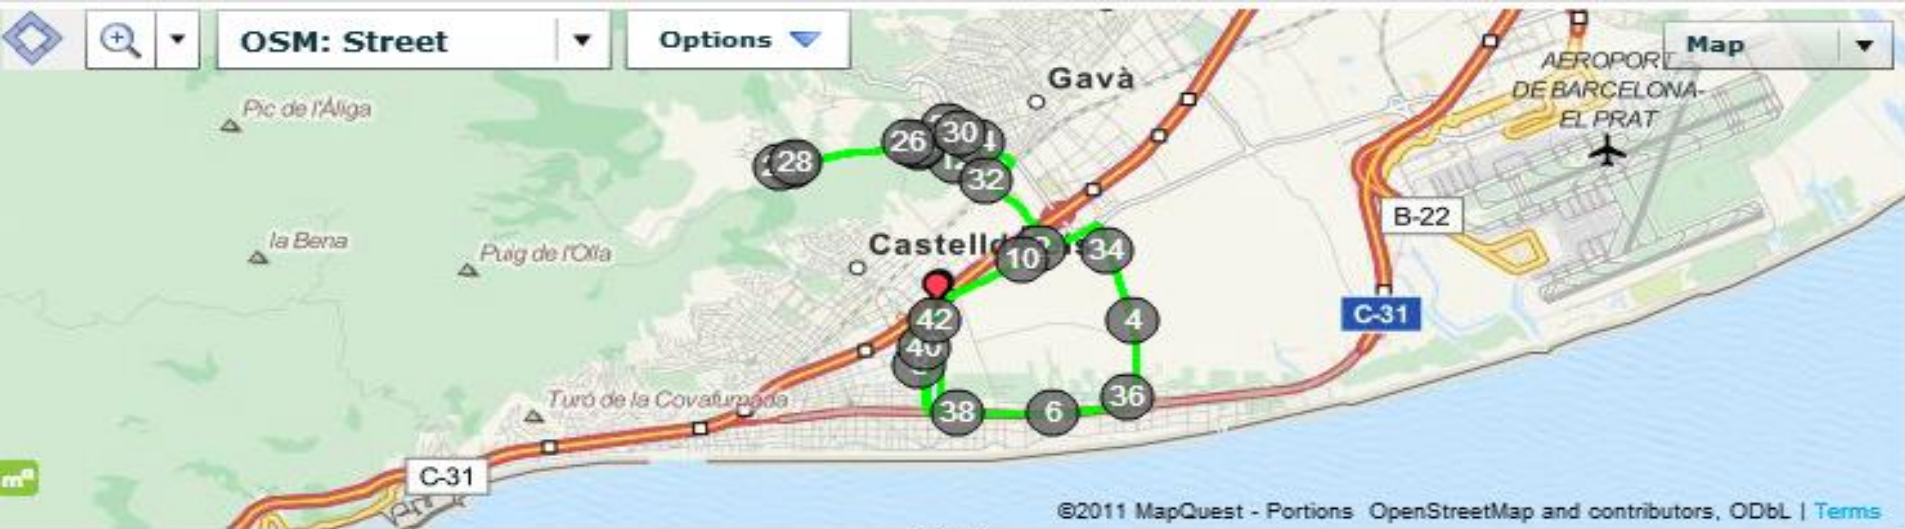 OSM: Street
Options
Map
Gavà
AEROPORT
DE BARCELONA-
EL PRAT
Pic de l'Àliga
26
30
28
32
la Bena
Puig de l'Olla
10
34
B-22
42
4
C-31
40
Turó de la Covafumada
38
6
36
C-31
©2011 MapQuest - Portions OpenStreetMap and contributors, ODbL | Terms